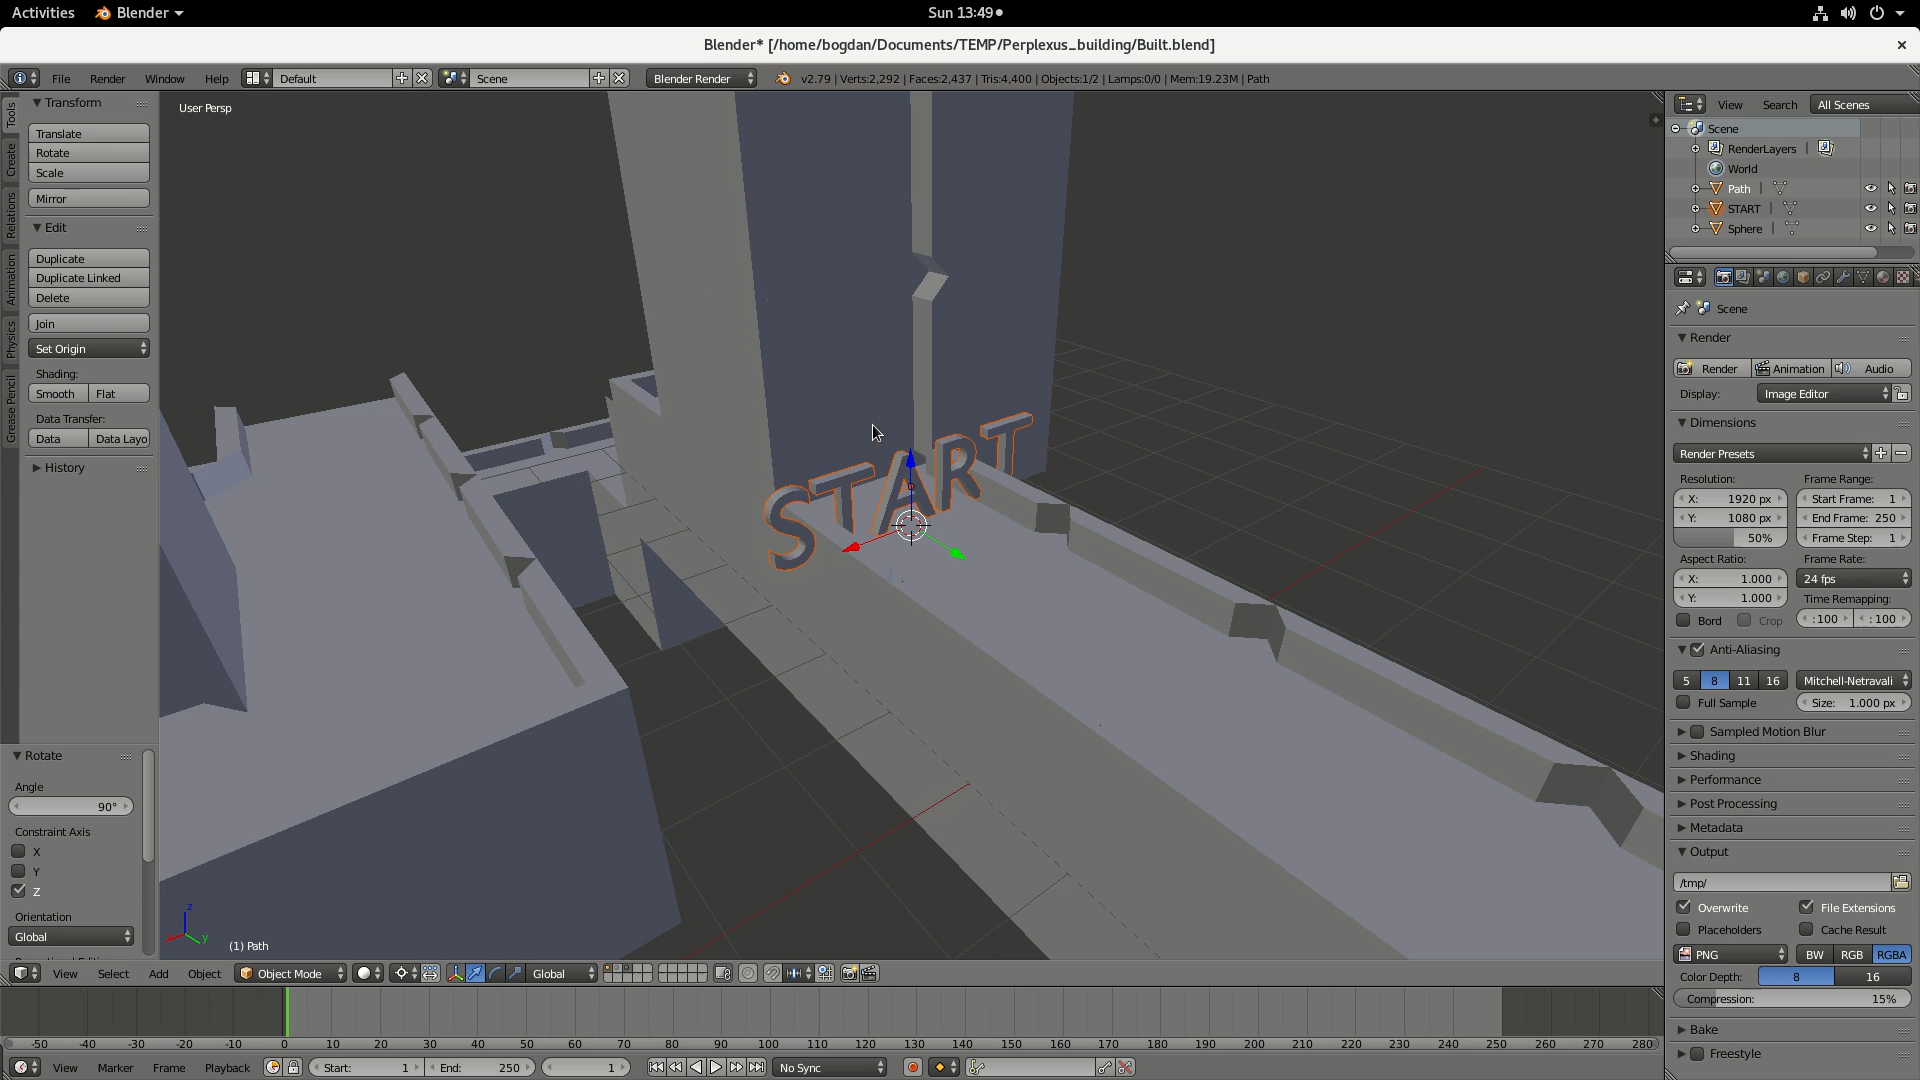 Activities Blender Sun 13:49
Blender* [/home/bogdan/Documents/TEMP/Perplexus_building/Built.blend]
File Render Window Help Default Scene Blender Render v2.79 | Verts:2,292 | Faces:2,437 | Tris:4,400 | Objects:1/2 | Lamps:0/0 | Mem:19.23M | Path
Tools
Create
Relations
Animation
Physics
Grease Pencil
Transform
Translate
Rotate
Scale
Mirror
Edit
Duplicate
Duplicate Linked
Delete
Join
Set Origin
Shading:
Smooth Flat
Data Transfer:
Data Data Layo
History
Rotate
Angle
90°
Constraint Axis
X
Y
Z
Orientation
Global
User Persp
START
z
x y
(1) Path
View Select Add Object Object Mode Global
-50 -40 -30 -20 -10 0 10 20 30 40 50 60 70 80 90 100 110 120 130 140 150 160 170 180 190 200 210 220 230 240 250 260 270 280
View Marker Frame Playback Start: 1 End: 250 1 No Sync
View Search All Scenes
Scene
RenderLayers |
World
Path |
START |
Sphere |
Scene
Render
Render Animation Audio
Display: Image Editor
Dimensions
Render Presets
Resolution: Frame Range:
X: 1920 px Start Frame: 1
Y: 1080 px End Frame: 250
50% Frame Step: 1
Aspect Ratio: Frame Rate:
X: 1.000 24 fps
Y: 1.000 Time Remapping:
Bord Crop :100 :100
Anti-Aliasing
5 8 11 16 Mitchell-Netravali
Full Sample Size: 1.000 px
Sampled Motion Blur
Shading
Performance
Post Processing
Metadata
Output
/tmp/
Overwrite File Extensions
Placeholders Cache Result
PNG BW RGB RGBA
Color Depth: 8 16
Compression: 15%
Bake
Freestyle